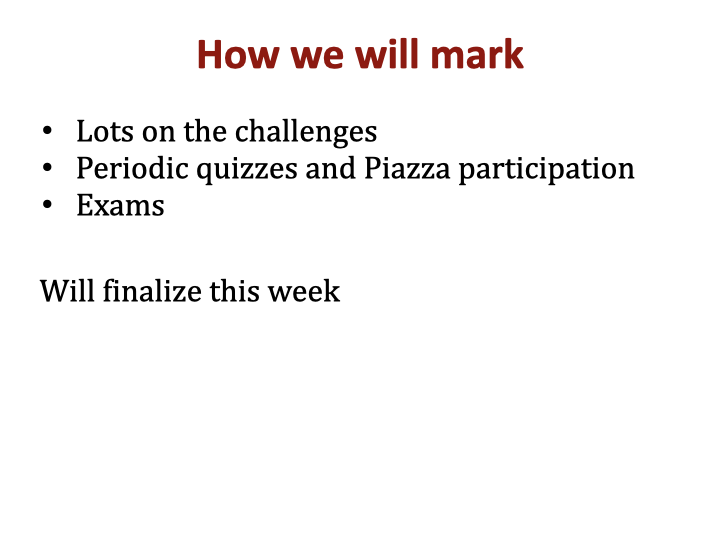 How we will mark
• Lots on the challenges
• Periodic quizzes and Piazza participation
• Exams
Will finalize this week